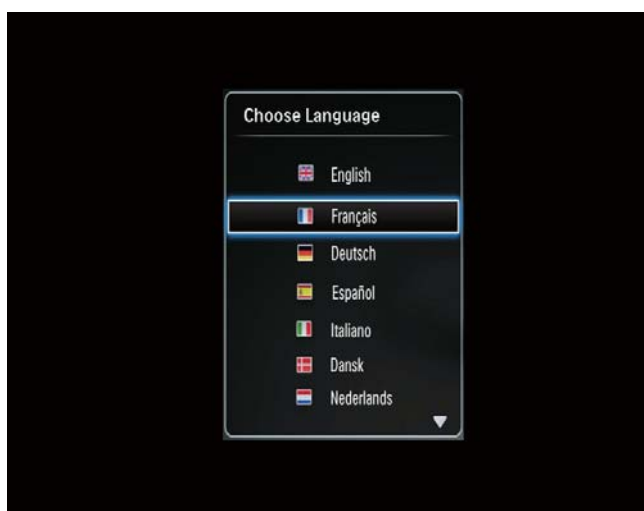 Choose Language
English
Français
Deutsch
Español
Italiano
Dansk
Nederlands